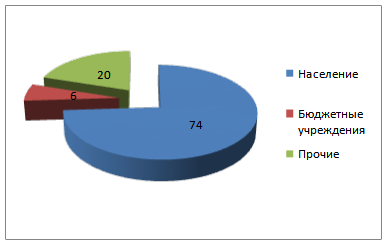 20
6
74
Население
Бюджетные
учреждения
Прочие